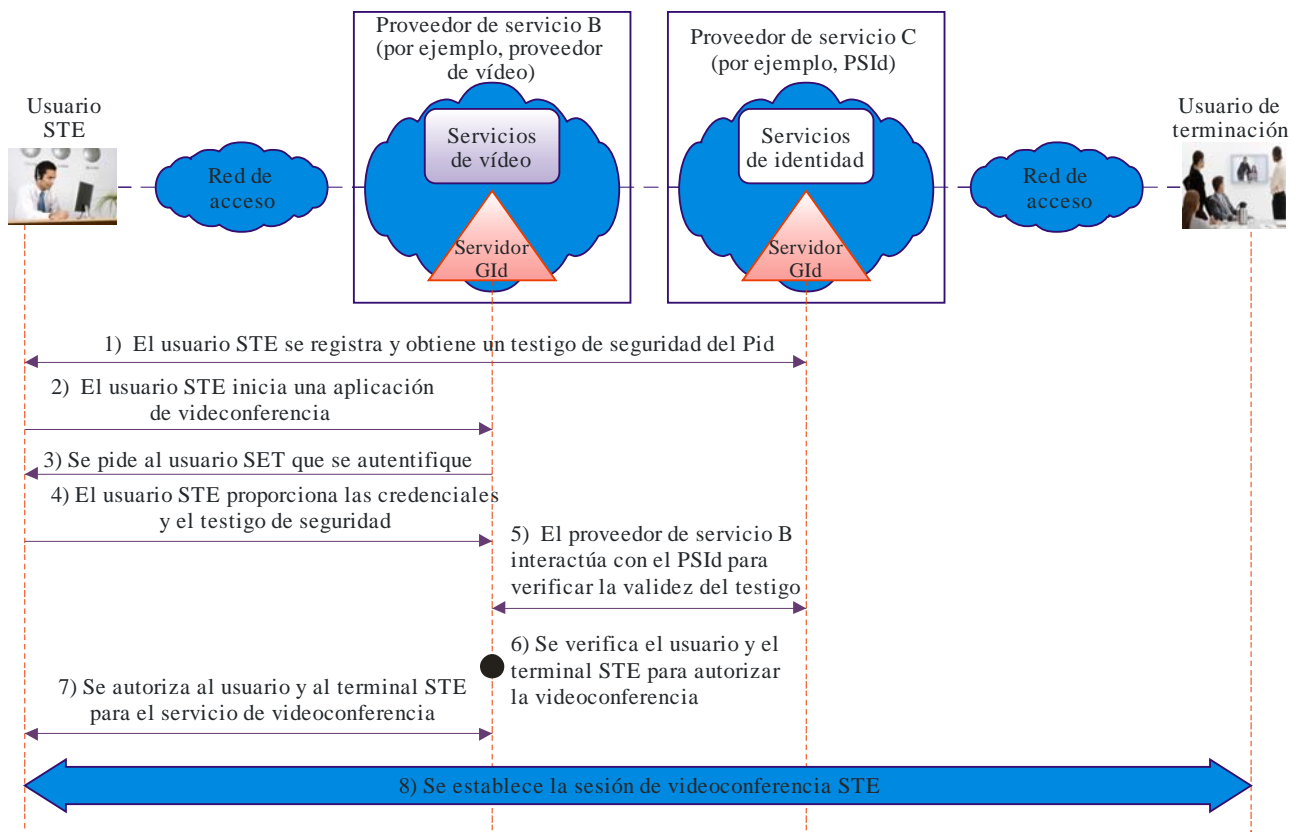 Proveedor de servicio B
(por ejemplo, proveedor
de vídeo)
Proveedor de servicio C
(por ejemplo, PSId)
Usuario
STE
Usuario de
terminación
Servicios
de vídeo
Servicios
de identidad
Red de
acceso
Red de
acceso
Servidor
GId
Servidor
GId
1) El usuario STE se registra y obtiene un testigo de seguridad del Pid
2) El usuario STE inicia una aplicación
de videconferencia
3) Se pide al usuario SET que se autentifique
4) El usuario STE proporciona las credenciales
y el testigo de seguridad
5) El proveedor de servicio B
interactúa con el PSId para
verificar la validez del testigo
6) Se verifica el usuario y el
terminal STE para autorizar
la videoconferencia
7) Se autoriza al usuario y al terminal STE
para el servicio de videoconferencia
8) Se establece la sesión de videoconferencia STE